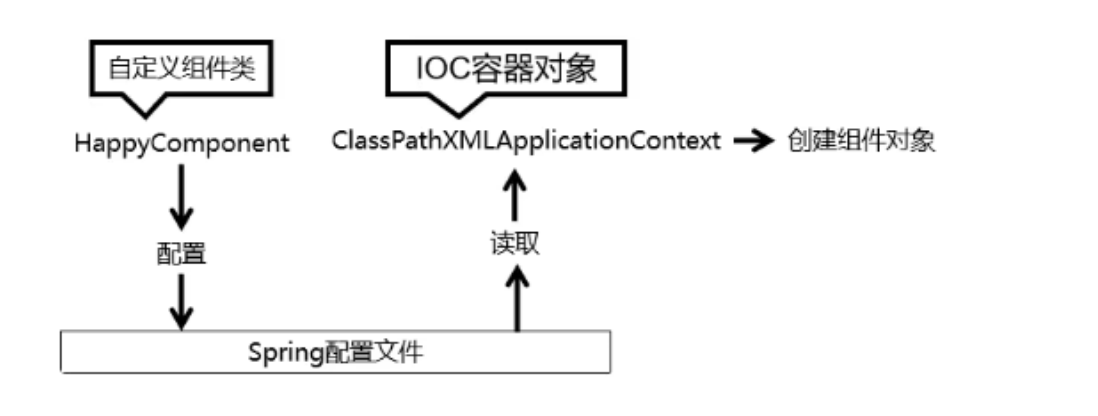 自定义组件类
IOC容器对象
HappyComponent
ClassPathXMLApplicationContext
创建组件对象
配置
读取
Spring配置文件